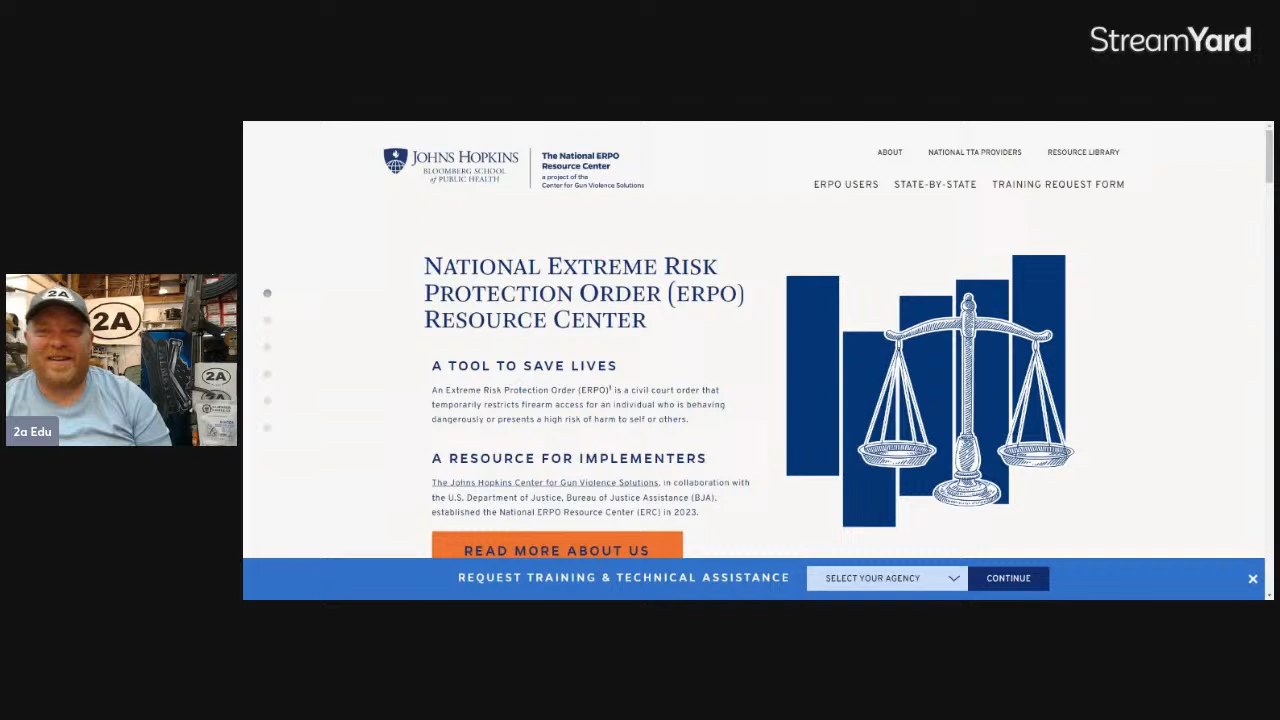 StreamYard
JOHNS HOPKINS
BLOOMBERG SCHOOL
of PUBLIC HEALTH
The National ERPO
Resource Center
a project of the
Center for Gun Violence Solutions
ABOUT NATIONAL TTA PROVIDERS RESOURCE LIBRARY
ERPO USERS STATE-BY-STATE TRAINING REQUEST FORM
NATIONAL EXTREME RISK
PROTECTION ORDER (ERPO)
RESOURCE CENTER
A TOOL TO SAVE LIVES
An Extreme Risk Protection Order (ERPO)¹ is a civil court order that
temporarily restricts firearm access for an individual who is behaving
dangerously or presents a high risk of harm to self or others.
A RESOURCE FOR IMPLEMENTERS
The Johns Hopkins Center for Gun Violence Solutions, in collaboration with
the U.S. Department of Justice, Bureau of Justice Assistance (BJA),
established the National ERPO Resource Center (ERC) in 2023.
READ MORE ABOUT US
REQUEST TRAINING & TECHNICAL ASSISTANCE SELECT YOUR AGENCY CONTINUE
2A
2A
2A
2A
2a Edu